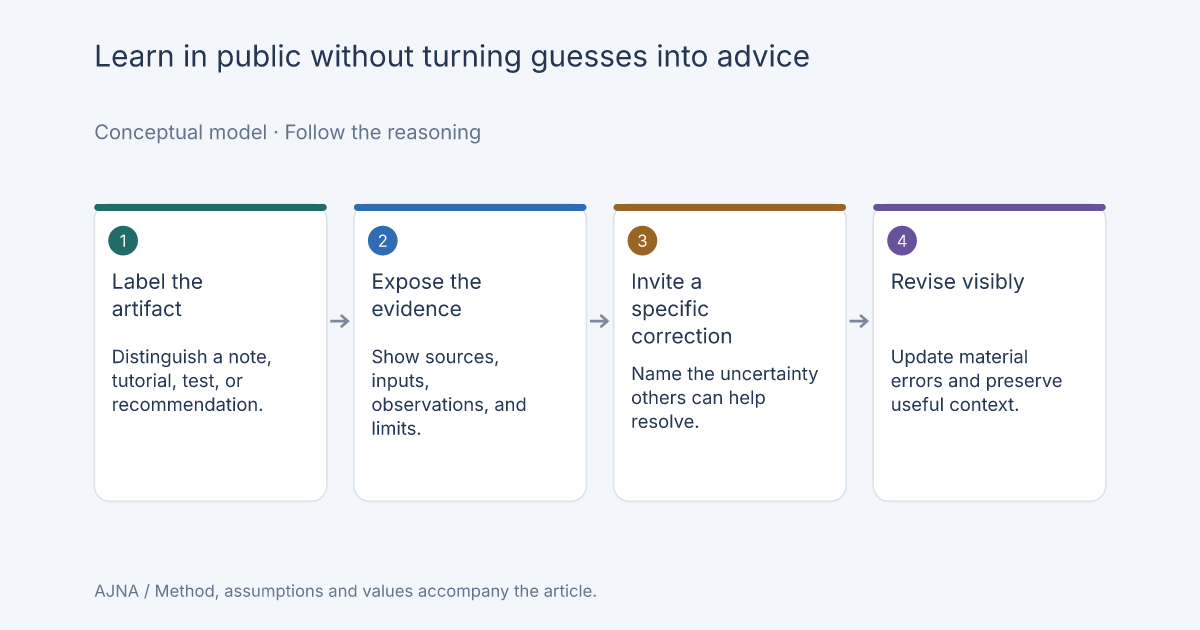 Learn in public without turning guesses into advice
Conceptual model · Follow the reasoning
1
Label the
artifact
Distinguish a note,
tutorial, test, or
recommendation.
2
Expose the
evidence
Show sources,
inputs,
observations, and
limits.
3
Invite a
specific
correction
Name the uncertainty
others can help
resolve.
4
Revise visibly
Update material
errors and preserve
useful context.
AJNA / Method, assumptions and values accompany the article.